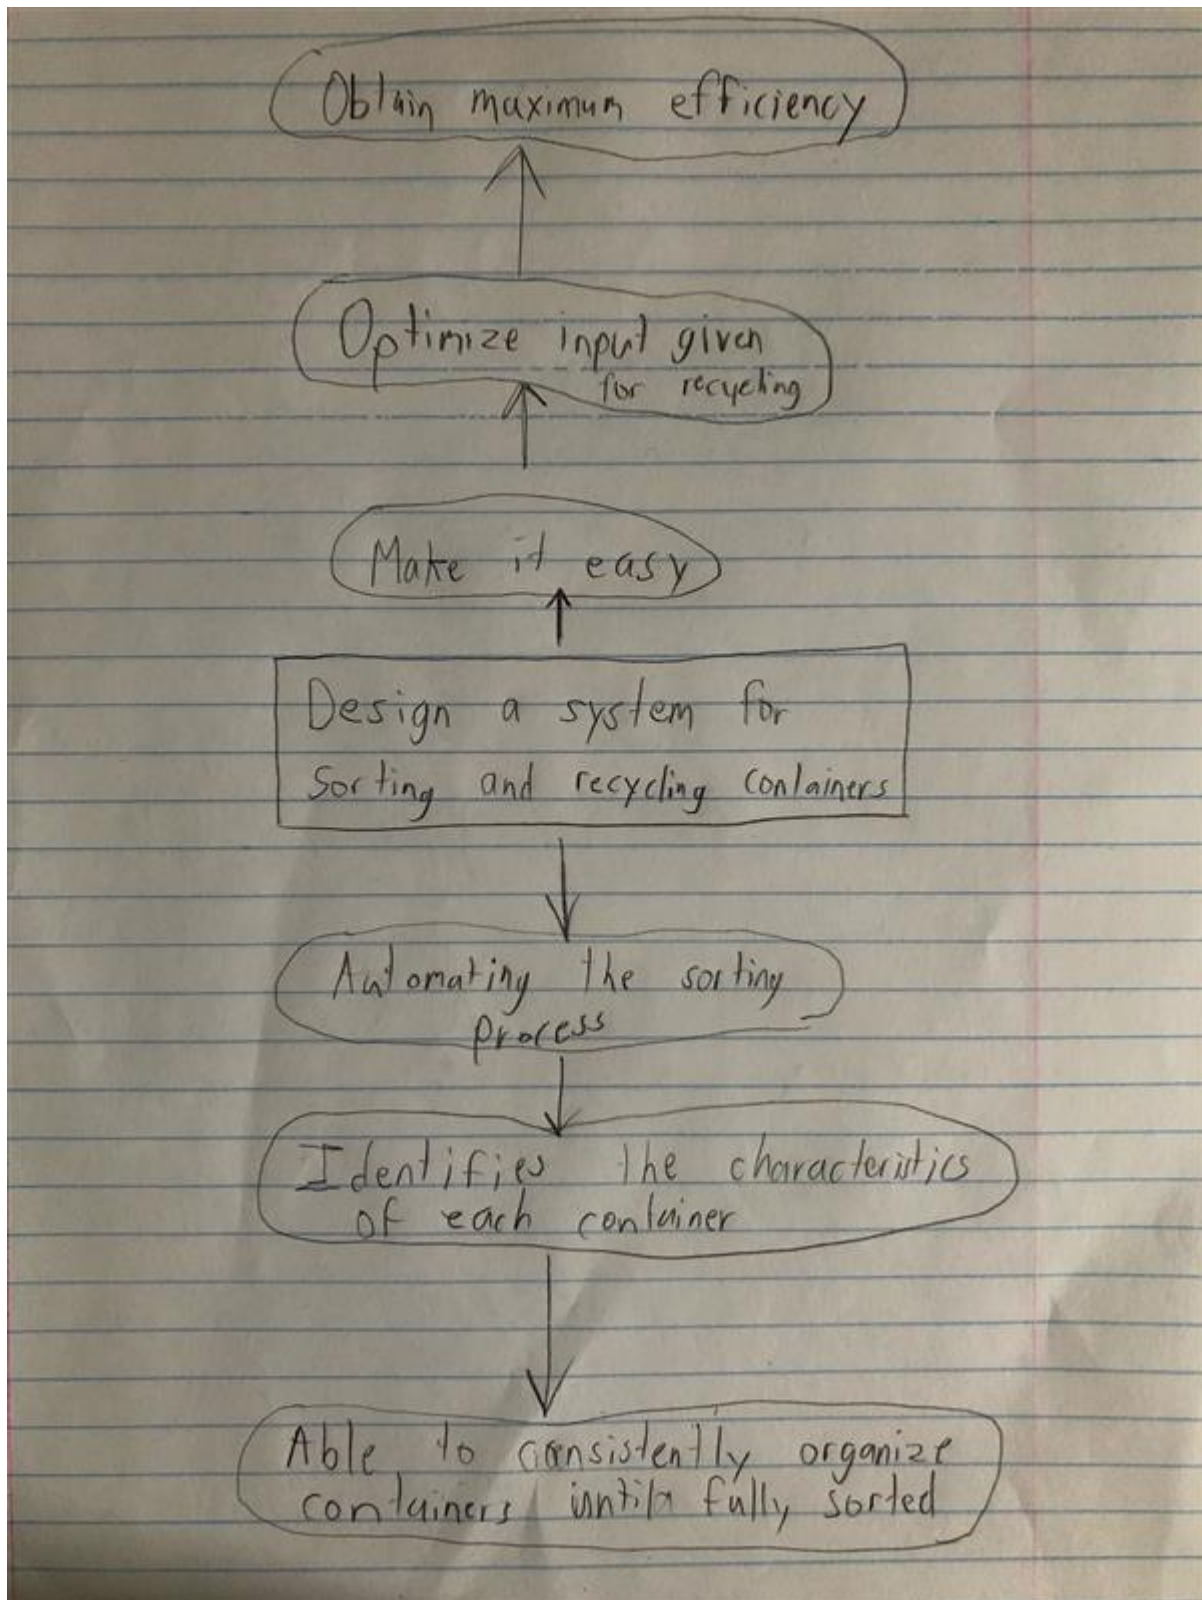 Obtain maximum efficiency
Optimize input given
for recycling
Make it easy
Design a system for
Sorting and recycling containers
Automating the sorting
process
Identifies the characteristics
of each container
Able to consistently organize
containers until fully sorted